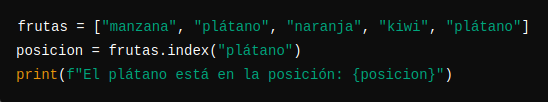 frutas = ["manzana", "plátano", "naranja", "kiwi", "plátano"]
posicion = frutas.index("plátano")
print(f"El plátano está en la posición: {posicion}")